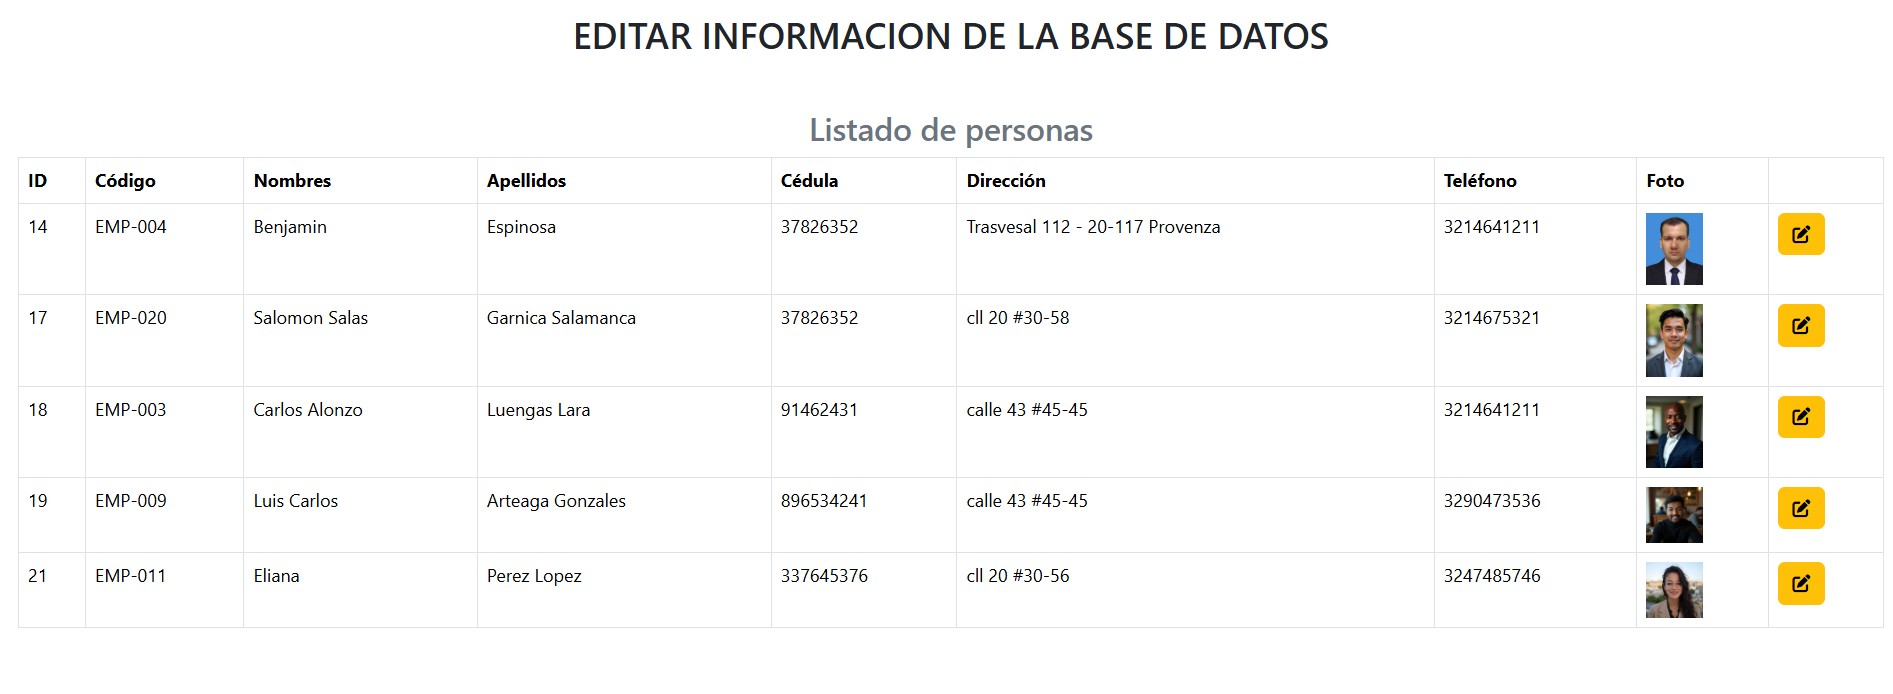 EDITAR INFORMACION DE LA BASE DE DATOS
Listado de personas
ID Código Nombres Apellidos Cédula Dirección Teléfono Foto
14 EMP-004 Benjamin Espinosa 37826352 Trasvesal 112 - 20-117 Provenza 3214641211
17 EMP-020 Salomon Salas Garnica Salamanca 37826352 cll 20 #30-58 3214675321
18 EMP-003 Carlos Alonzo Luengas Lara 91462431 calle 43 #45-45 3214641211
19 EMP-009 Luis Carlos Arteaga Gonzales 896534241 calle 43 #45-45 3290473536
21 EMP-011 Eliana Perez Lopez 337645376 cll 20 #30-56 3247485746